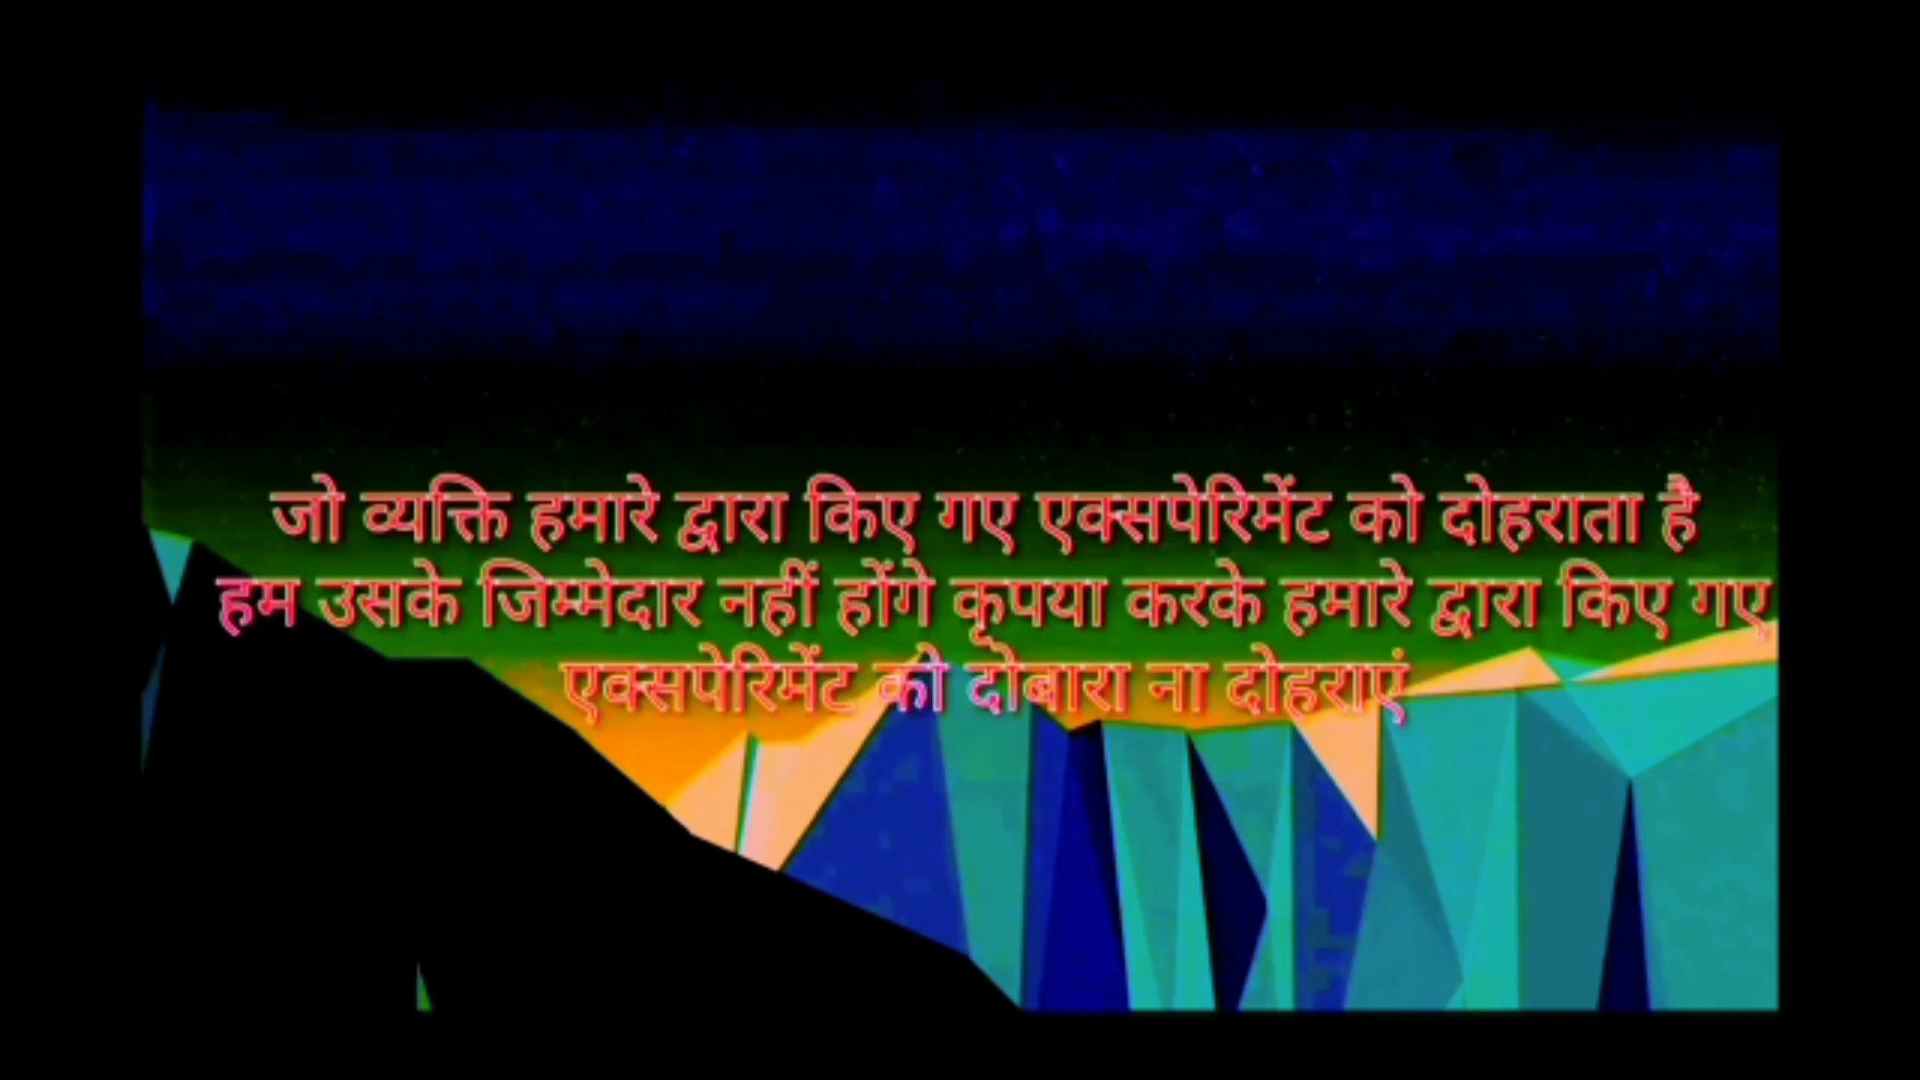 जो व्यक्ति हमारे द्वारा किए गए एक्सपेरिमेंट को दोहराता है
हम उसके जिम्मेदार नहीं होंगे कृपया करके हमारे द्वारा किए गए
एक्सपेरिमेंट को दोबारा ना दोहराएं